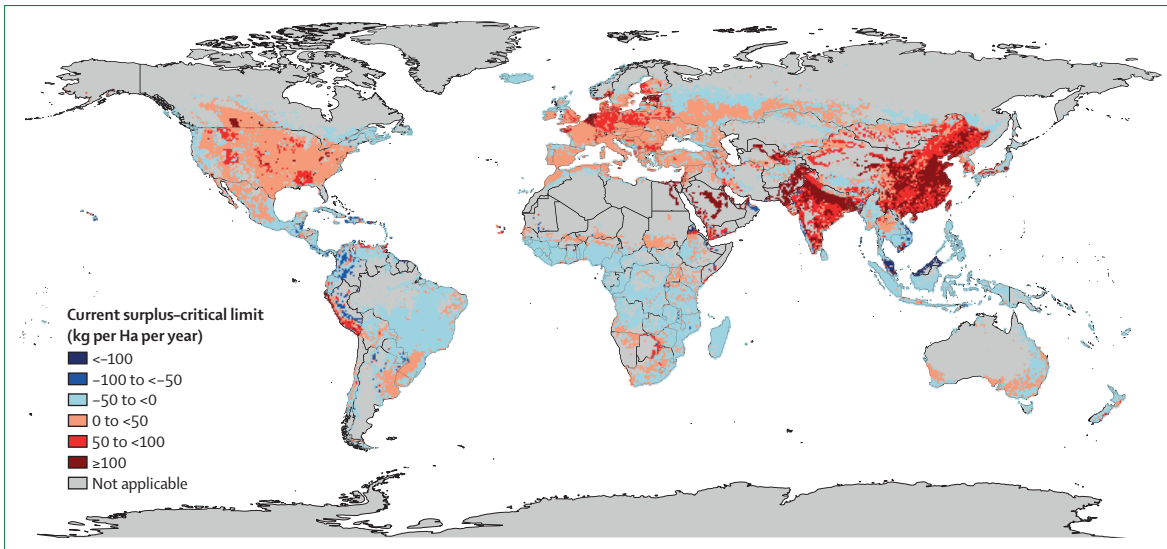 Current surplus–critical limit
(kg per Ha per year)
<–100
–100 to <–50
–50 to <0
0 to <50
50 to <100
≥100
Not applicable